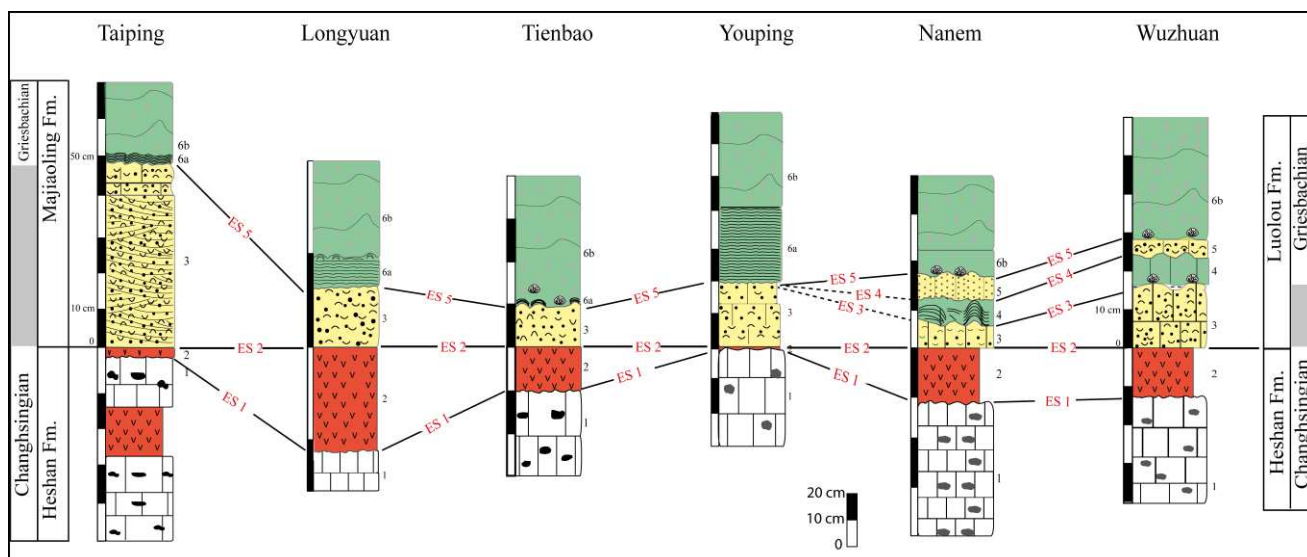 Taiping
Longyuan
Tienbao
Youping
Nanem
Wuzhuan
Griesbachian
Majiaoling Fm.
Changhsingian
Heshan Fm.
50 cm
10 cm
0
6b
6a
3
2
1
ES 5
ES 2
ES 1
6b
6a
3
2
1
ES 5
ES 2
ES 1
6b
6a
3
2
1
ES 5
ES 2
ES 1
6b
6a
3
1
ES 5
ES 4
ES 3
ES 2
ES 1
6b
5
4
3
2
1
ES 5
ES 4
ES 3
ES 2
ES 1
6b
5
4
3
2
1
10 cm
0
Luolou Fm.
Griesbachian
Heshan Fm.
Changhsingian
20 cm
10 cm
0